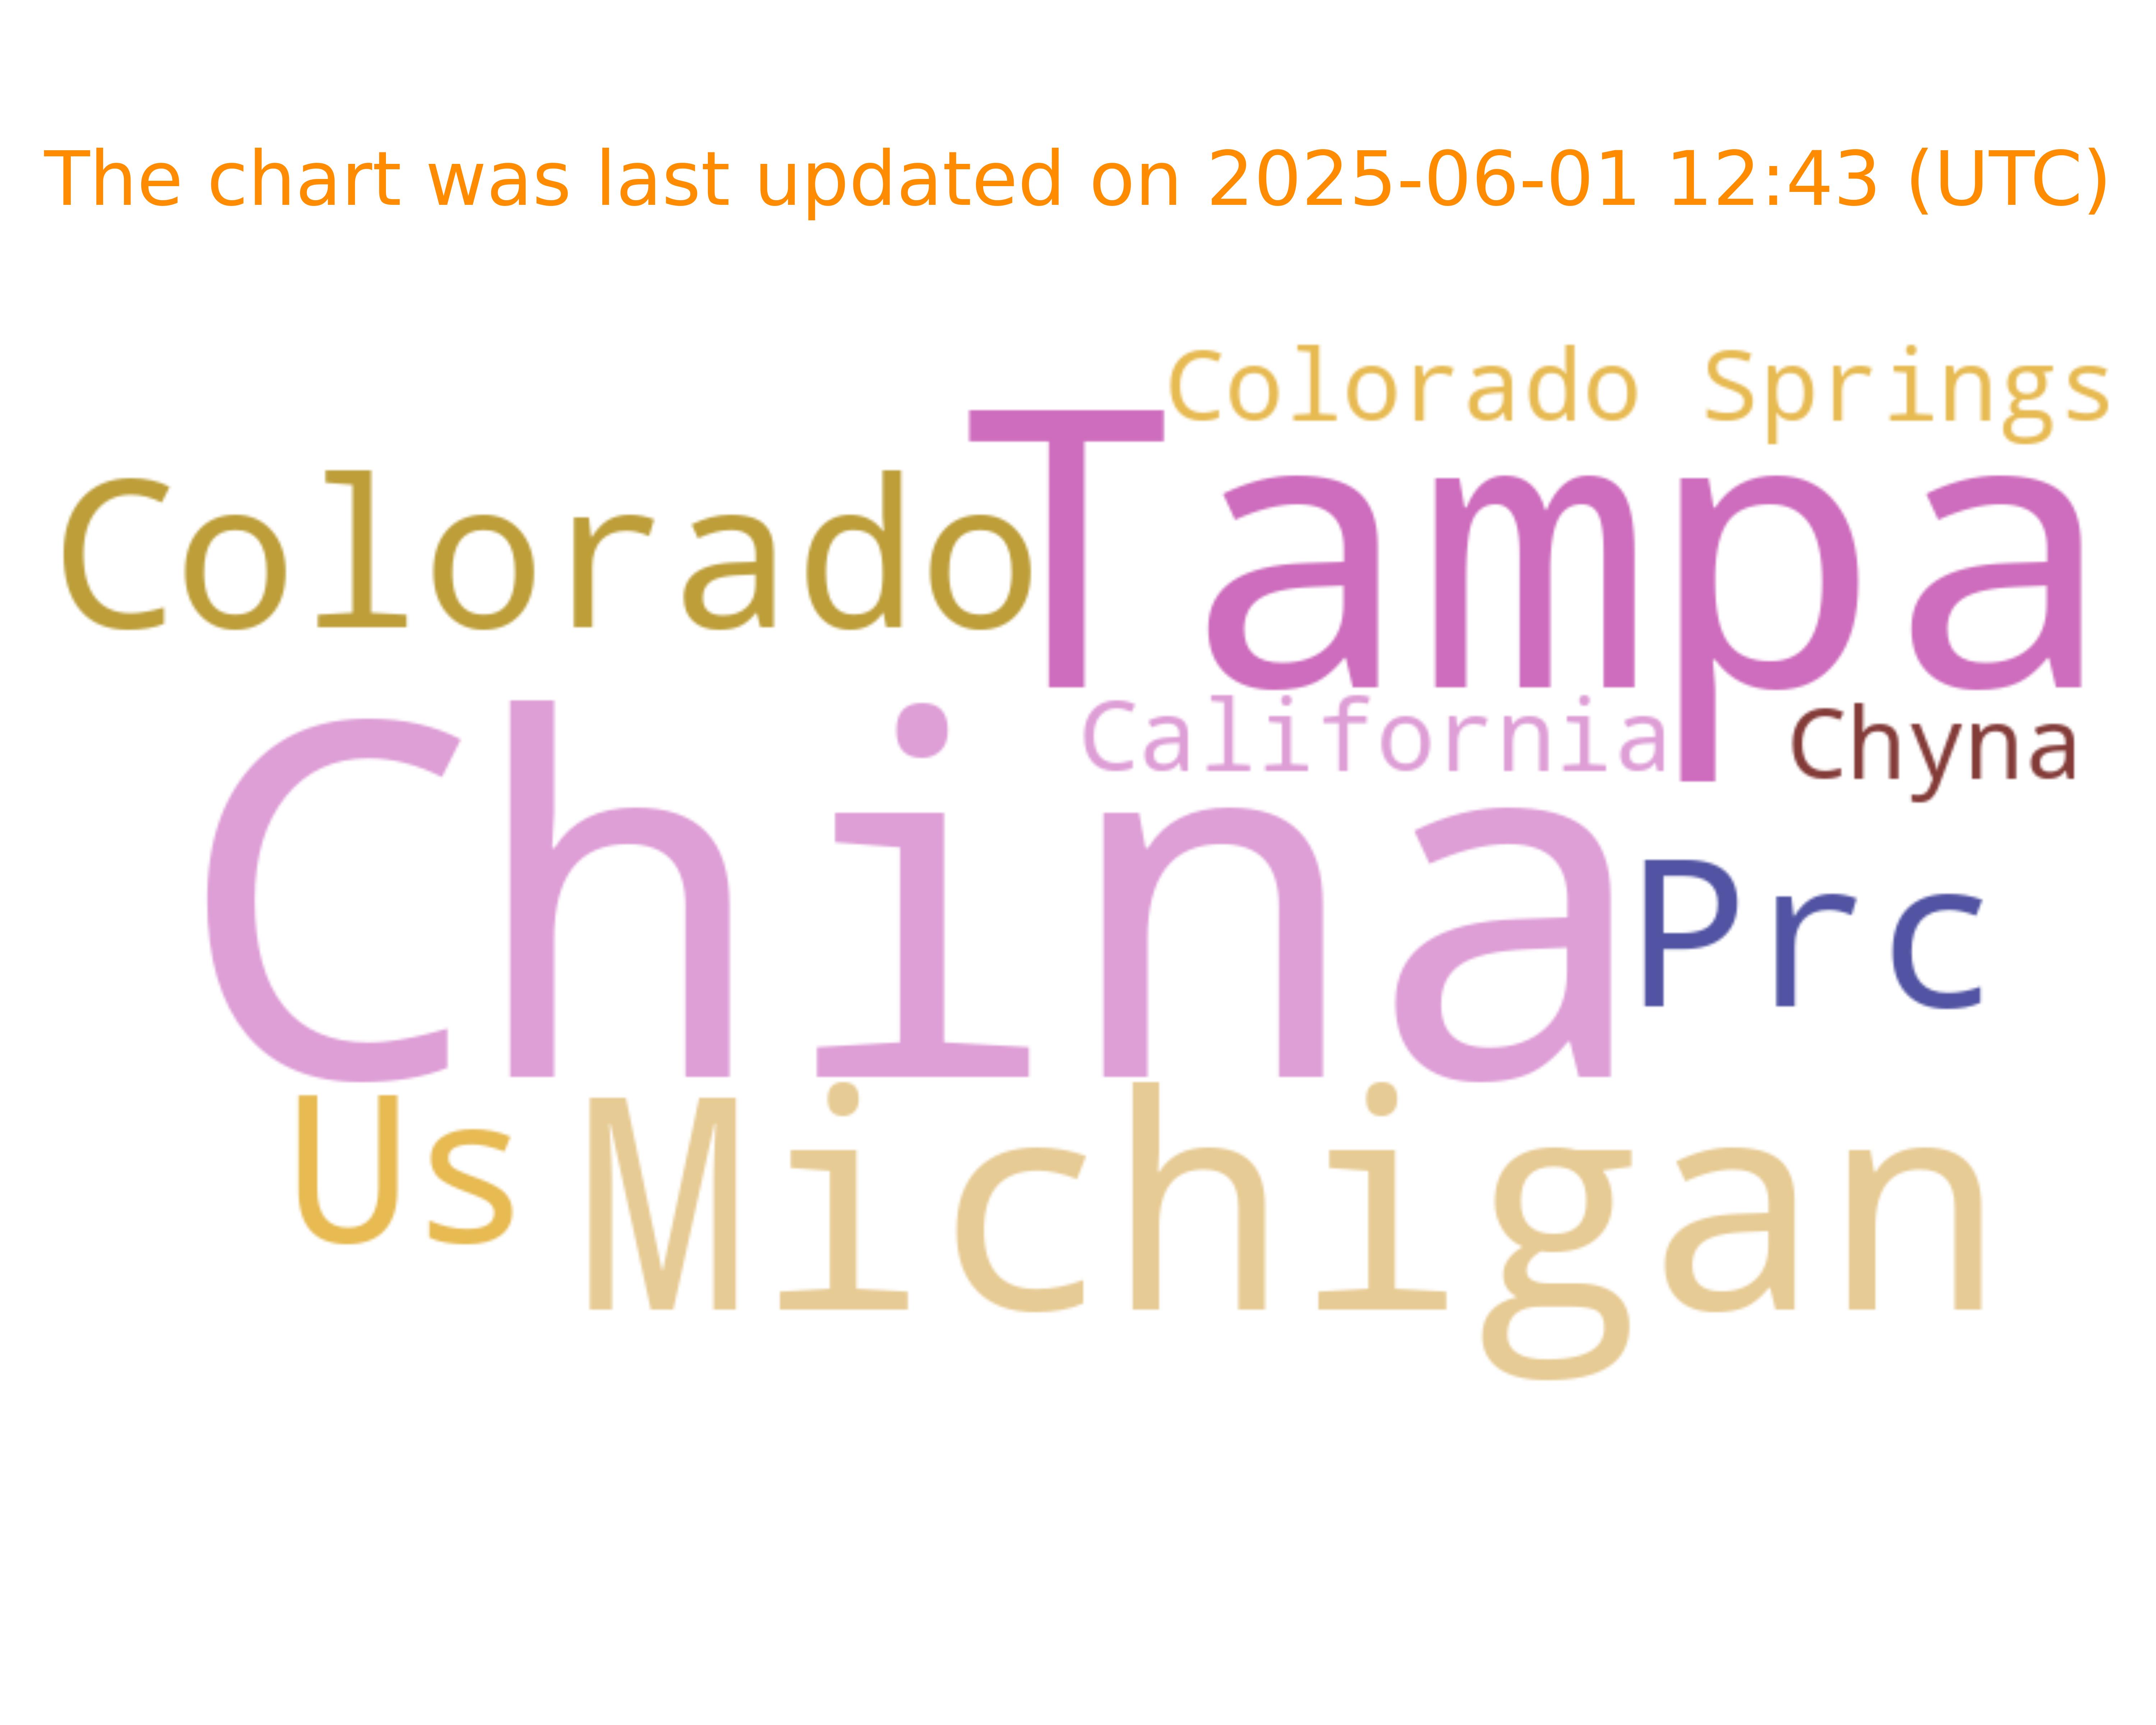 The chart was last updated on 2025-06-01 12:43 (UTC)
Colorado Springs
Colorado
Tampa
California
Chyna
China
Prc
Us
Michigan